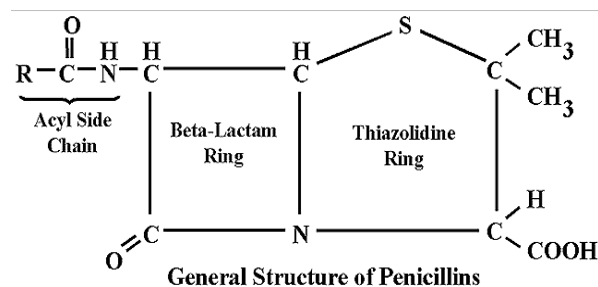 O
S
H H H CH3
R C N C C C
CH3
Acyl Side
Chain
Beta-Lactam
Ring
Thiazolidine
Ring
H
C N C
O COOH
General Structure of Penicillins